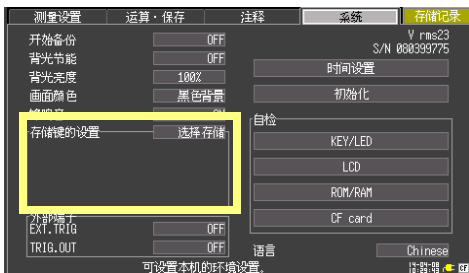 测量设置 运算·保存 注释 系统 存储记录
开始备份 OFF
背光节能 OFF
背光亮度 100%
画面颜色 黑色背景
存储键的设置 选择存储
外部端子
EXT.TRIG OFF
TRIG.OUT OFF
V rms23
S/N 080399775
时间设置
初始化
自检
KEY/LED
LCD
ROM/RAM
CF card
语言 Chinese
可设置本机的环境设置。